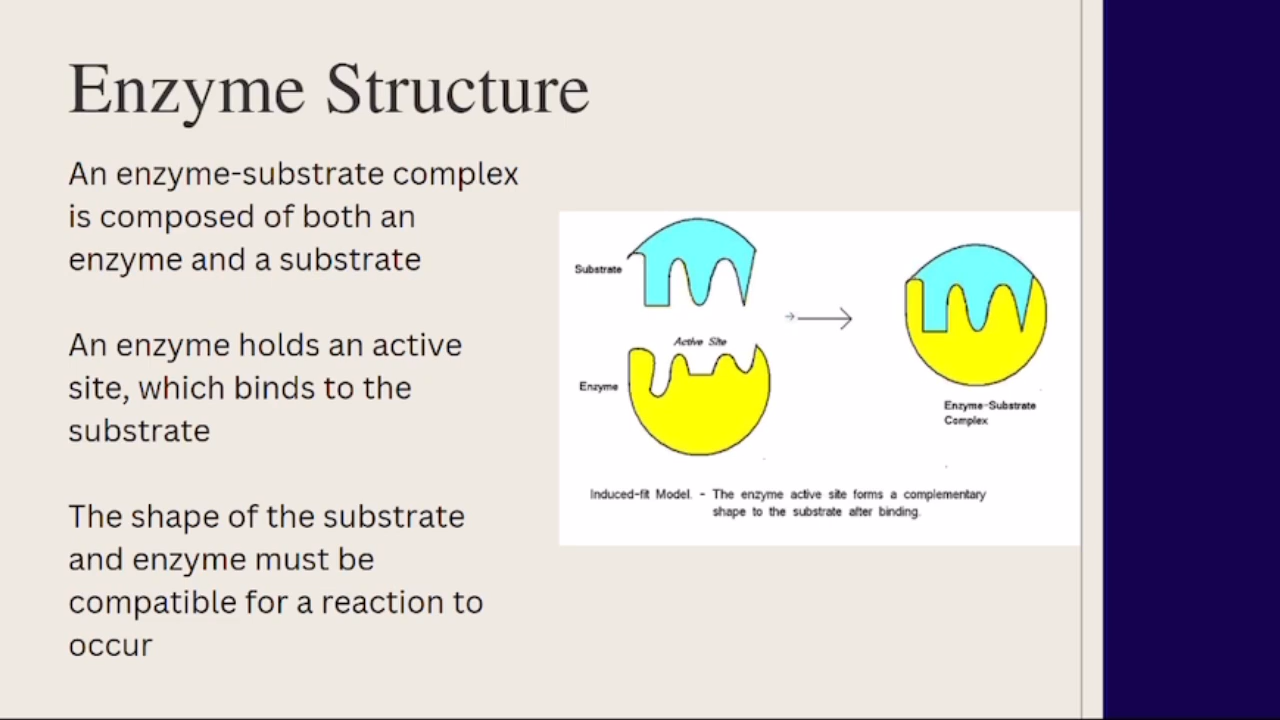 Enzyme Structure
An enzyme-substrate complex
is composed of both an
enzyme and a substrate
An enzyme holds an active
site, which binds to the
substrate
The shape of the substrate
and enzyme must be
compatible for a reaction to
occur
Substrate
Active Site
Enzyme
Enzyme-Substrate
Complex
Induced-fit Model. - The enzyme active site forms a complementary
shape to the substrate after binding.